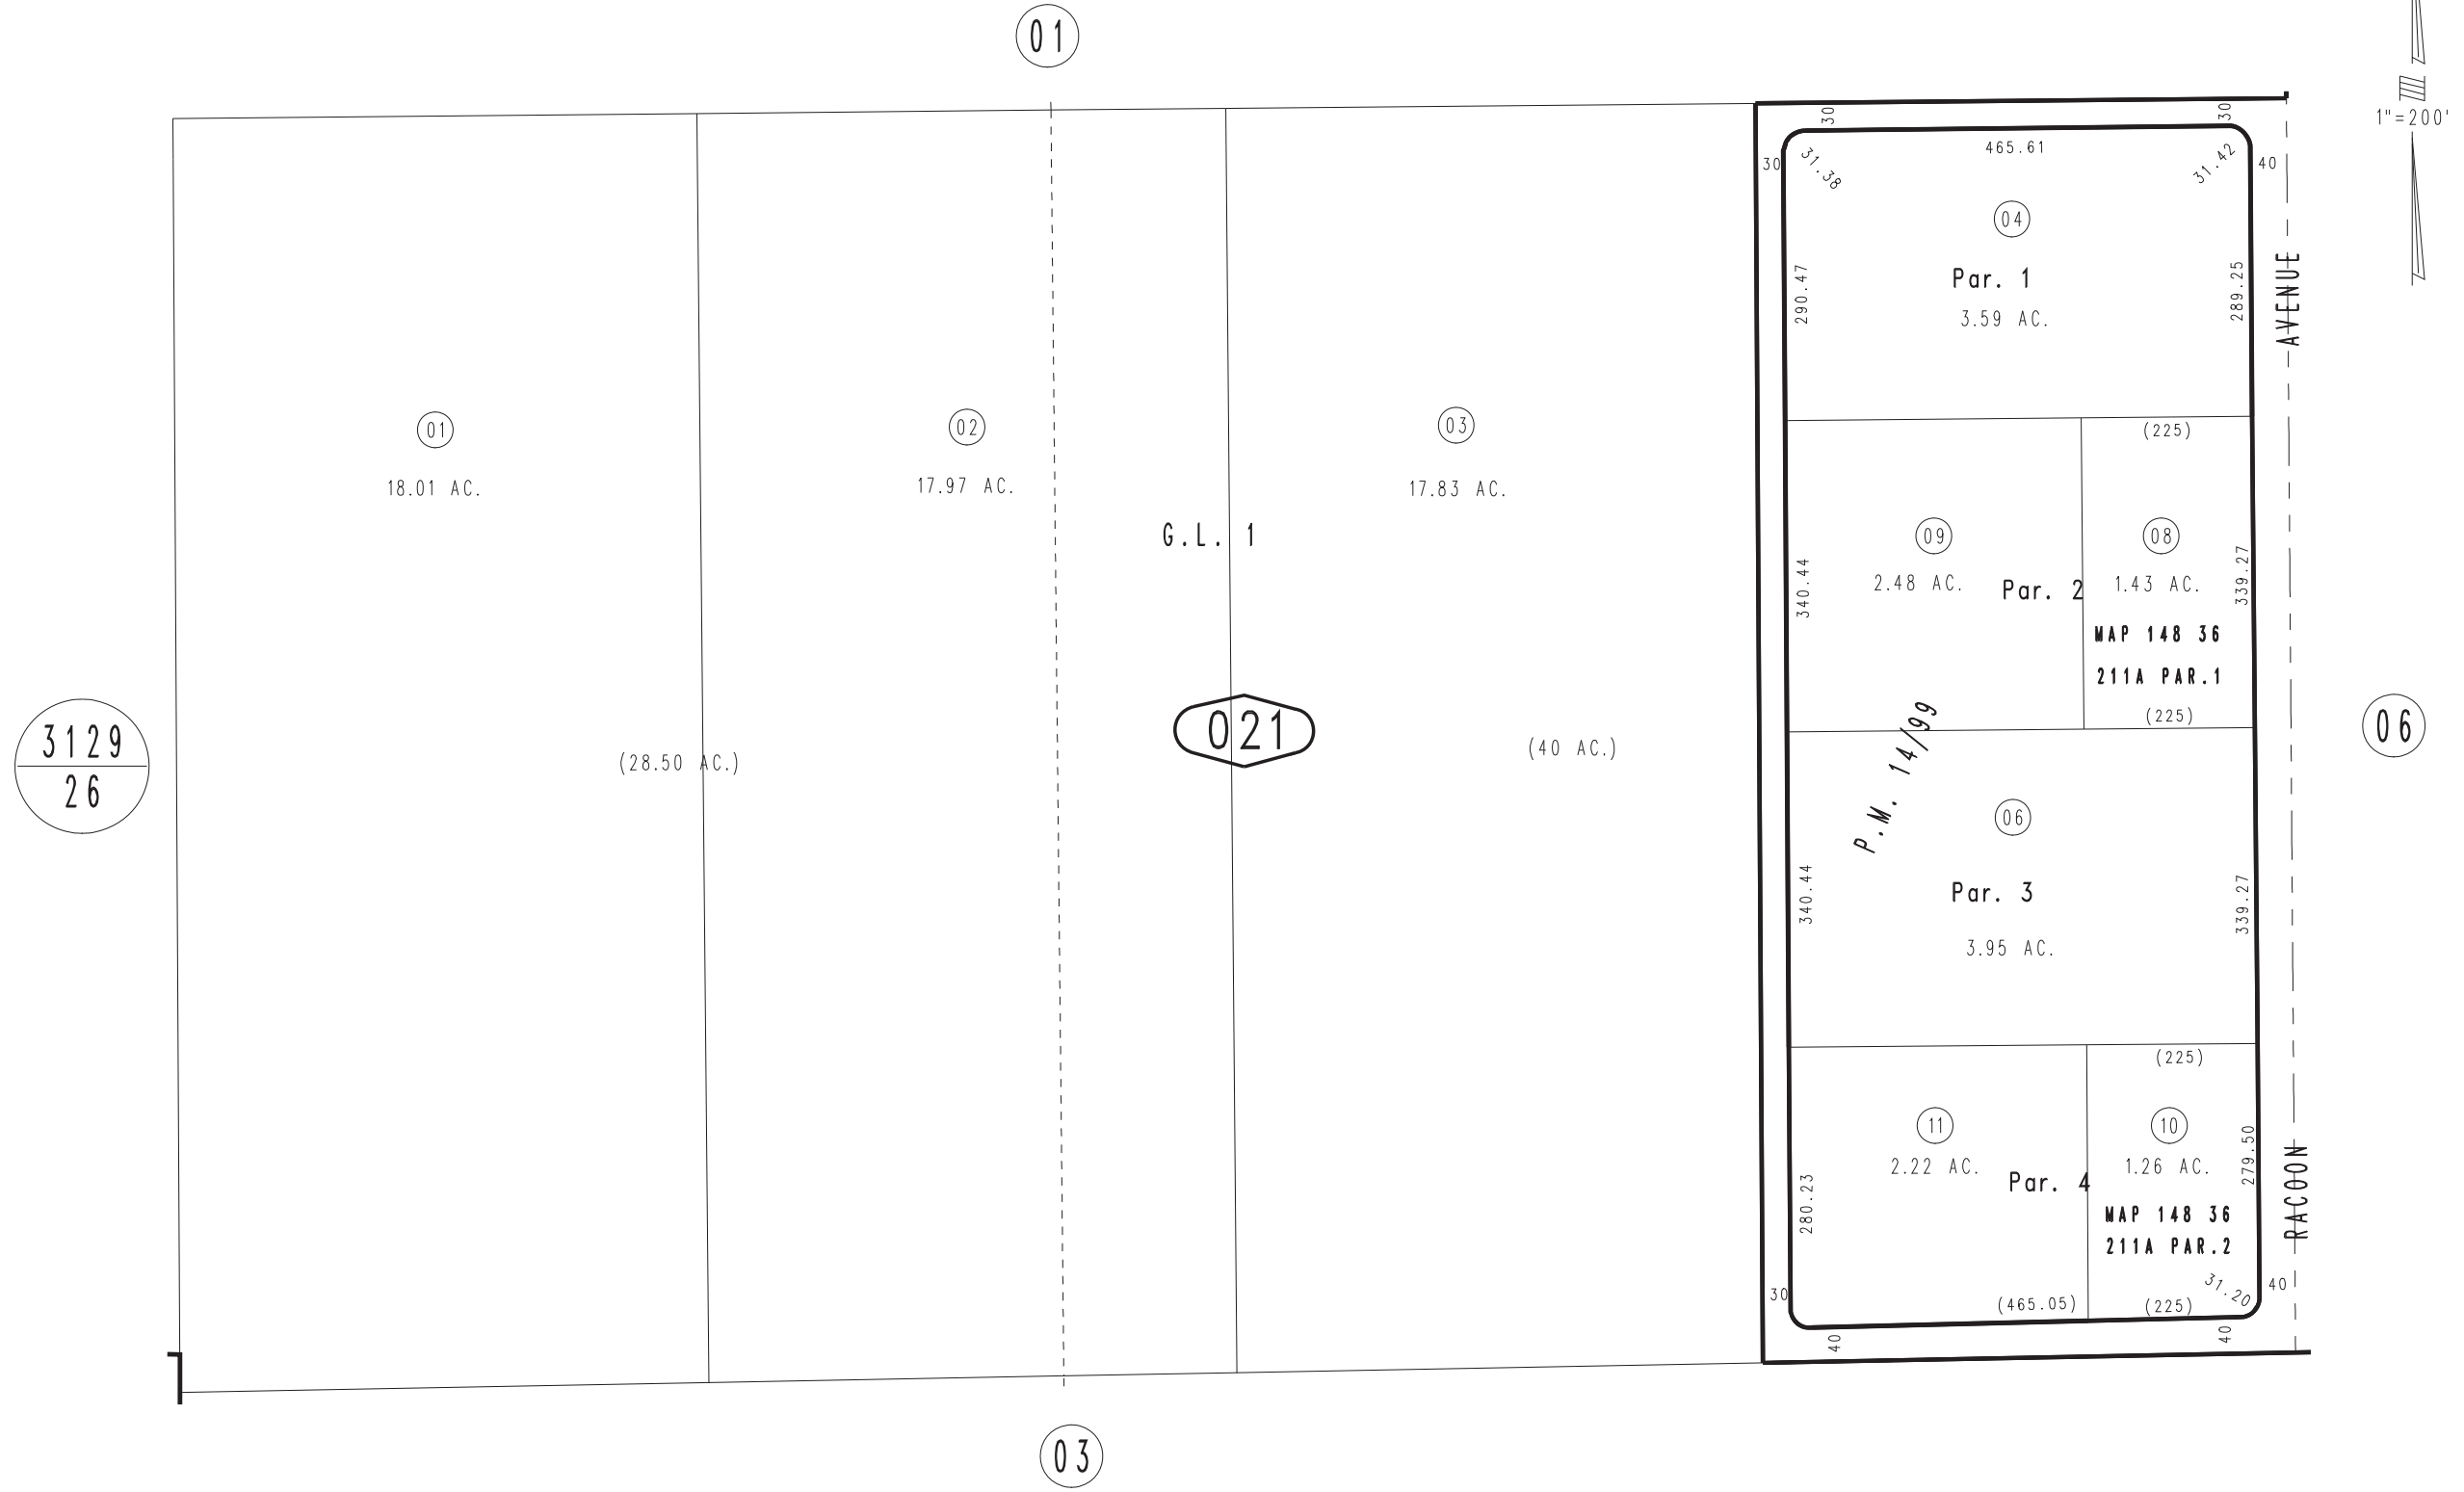 01
1"=200'
30
30
465.61
30
31.38
31.42
40
04
Par. 1
3.59 AC.
290.47
289.25
AVENUE
01
18.01 AC.
02
17.97 AC.
03
17.83 AC.
G.L. 1
(225)
09
2.48 AC.
Par. 2
08
1.43 AC.
340.44
339.27
MAP 148 36
211A PAR.1
(225)
3129
26
(28.50 AC.)
021
(40 AC.)
P.M. 14/99
06
06
Par. 3
3.95 AC.
340.44
339.27
(225)
11
2.22 AC.
Par. 4
10
1.26 AC.
280.23
279.50
MAP 148 36
211A PAR.2
RACOON
31.20
40
30
(465.05)
(225)
40
40
03